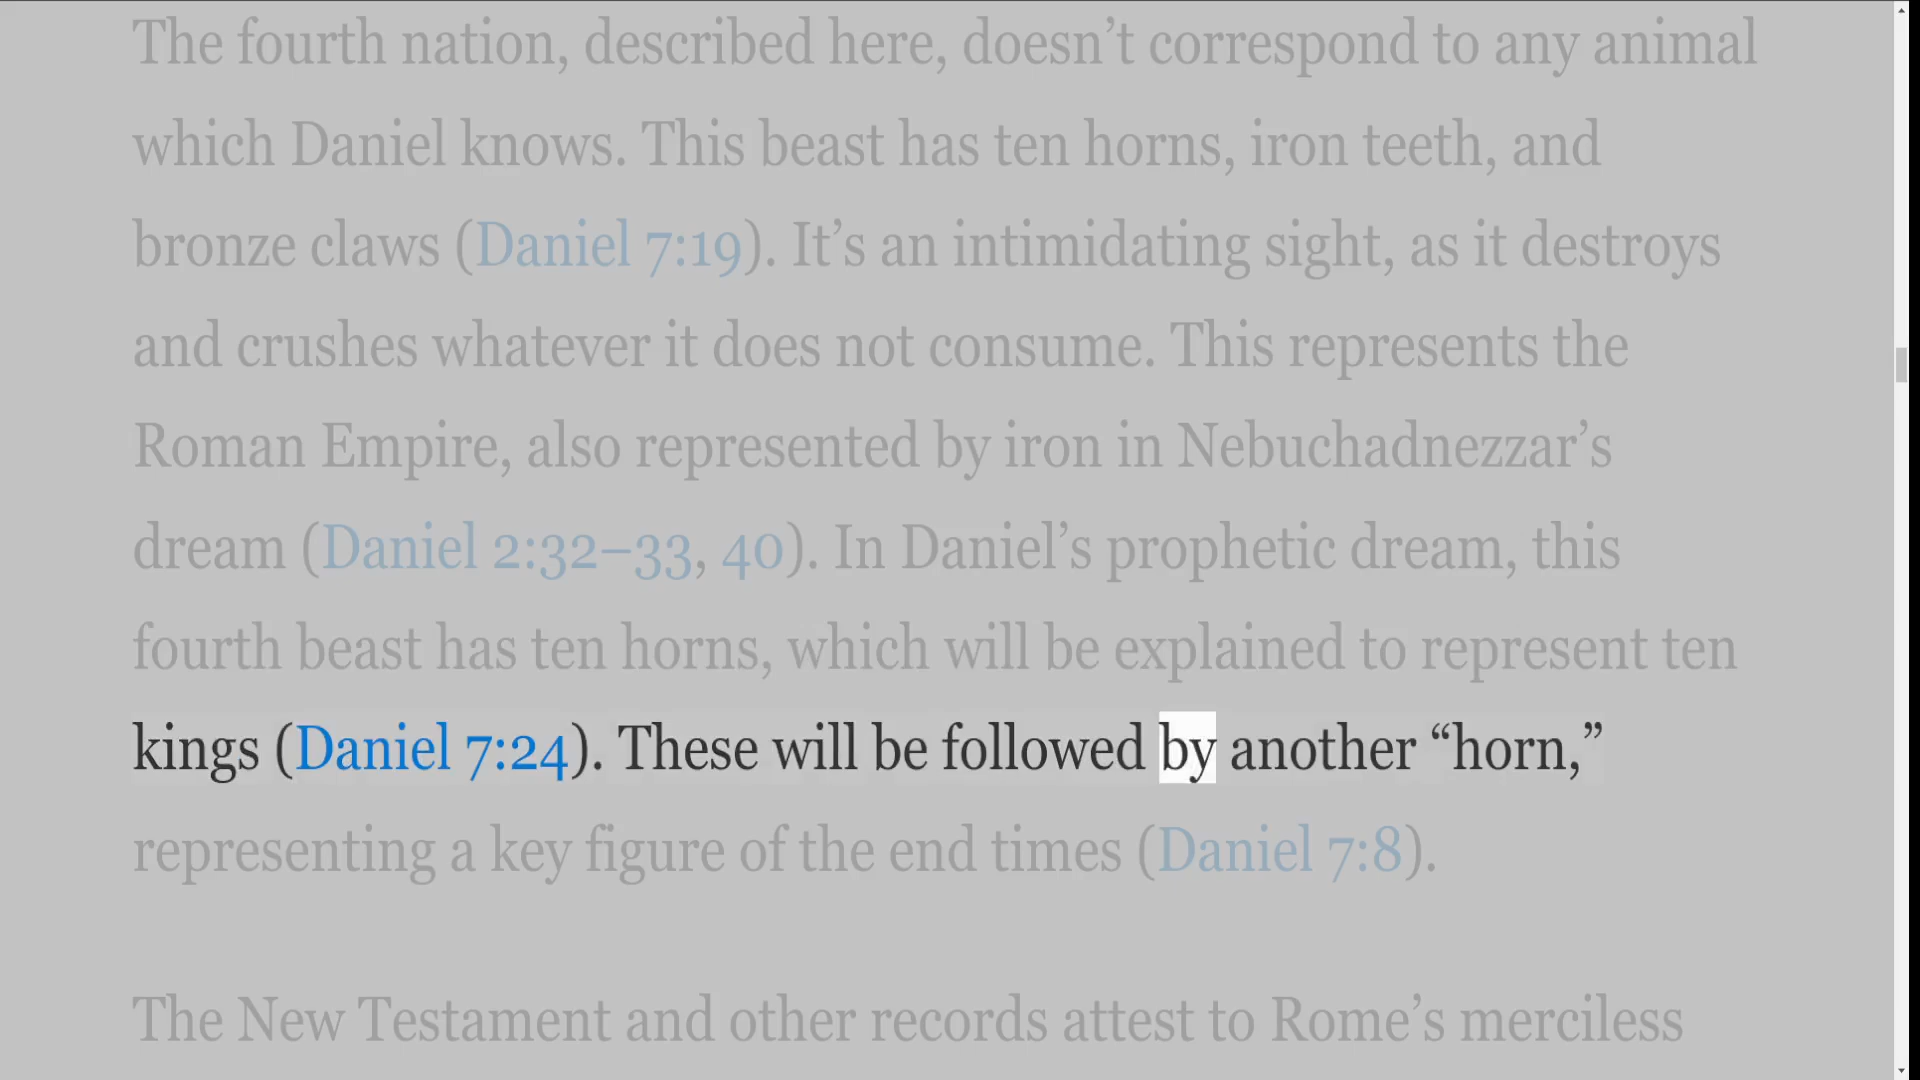 The fourth nation, described here, doesn’t correspond to any animal
which Daniel knows. This beast has ten horns, iron teeth, and
bronze claws (Daniel 7:19). It’s an intimidating sight, as it destroys
and crushes whatever it does not consume. This represents the
Roman Empire, also represented by iron in Nebuchadnezzar’s
dream (Daniel 2:32–33, 40). In Daniel’s prophetic dream, this
fourth beast has ten horns, which will be explained to represent ten
kings (Daniel 7:24). These will be followed by another “horn,”
representing a key figure of the end times (Daniel 7:8).
The New Testament and other records attest to Rome’s merciless